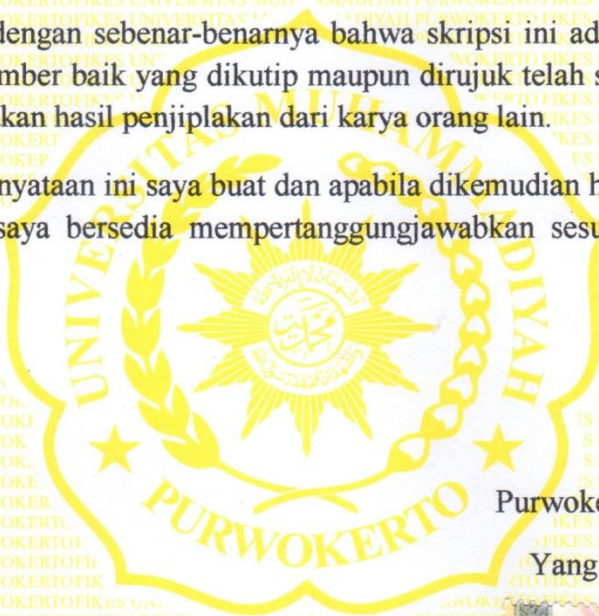 dengan sebenar-benarnya bahwa skripsi ini ad
mber baik yang dikutip maupun dirujuk telah s
akan hasil penjiplakan dari karya orang lain.
nyataan ini saya buat dan apabila dikemudian h
saya bersedia mempertanggungjawabkan sesu
UNIVERSITAS MUHAMMADIYAH
PURWOKERTO
Purwoke
Yang